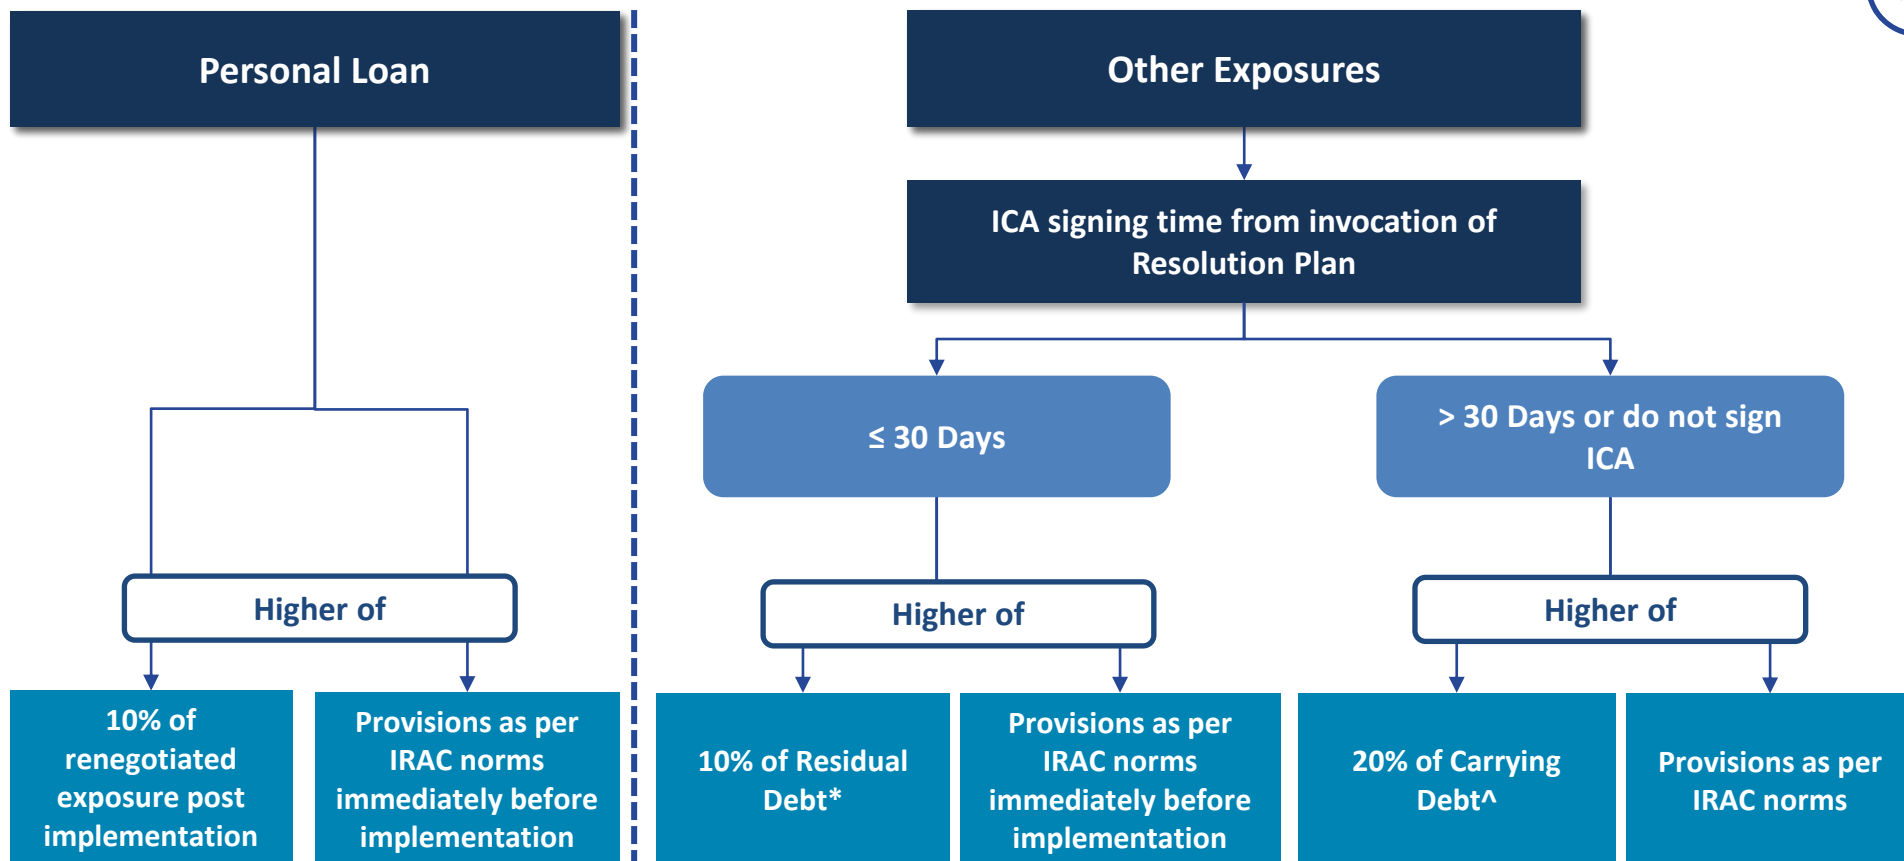 Personal Loan
Other Exposures
ICA signing time from invocation of
Resolution Plan
≤ 30 Days
> 30 Days or do not sign
ICA
Higher of
Higher of
Higher of
10% of
renegotiated
exposure post
implementation
Provisions as per
IRAC norms
immediately before
implementation
10% of Residual
Debt*
Provisions as per
IRAC norms
immediately before
implementation
20% of Carrying
Debt^
Provisions as per
IRAC norms